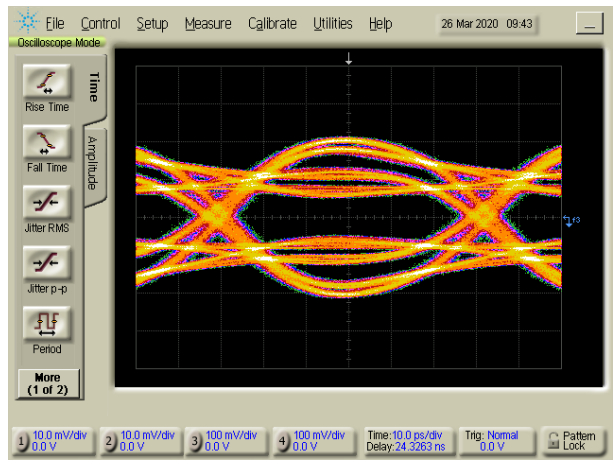 File Control Setup Measure Calibrate Utilities Help 26 Mar 2020 09:43
Oscilloscope Mode
Time
Amplitude
Rise Time
Fall Time
Jitter RMS
Jitter p-p
Period
More
(1 of 2)
f3
1 10.0 mV/div
0.0 V
2 10.0 mV/div
0.0 V
3 100 mV/div
0.0 V
4 100 mV/div
0.0 V
Time:10.0 ps/div
Delay:24.3263 ns
Trig: Normal
0.0 V
Pattern
Lock